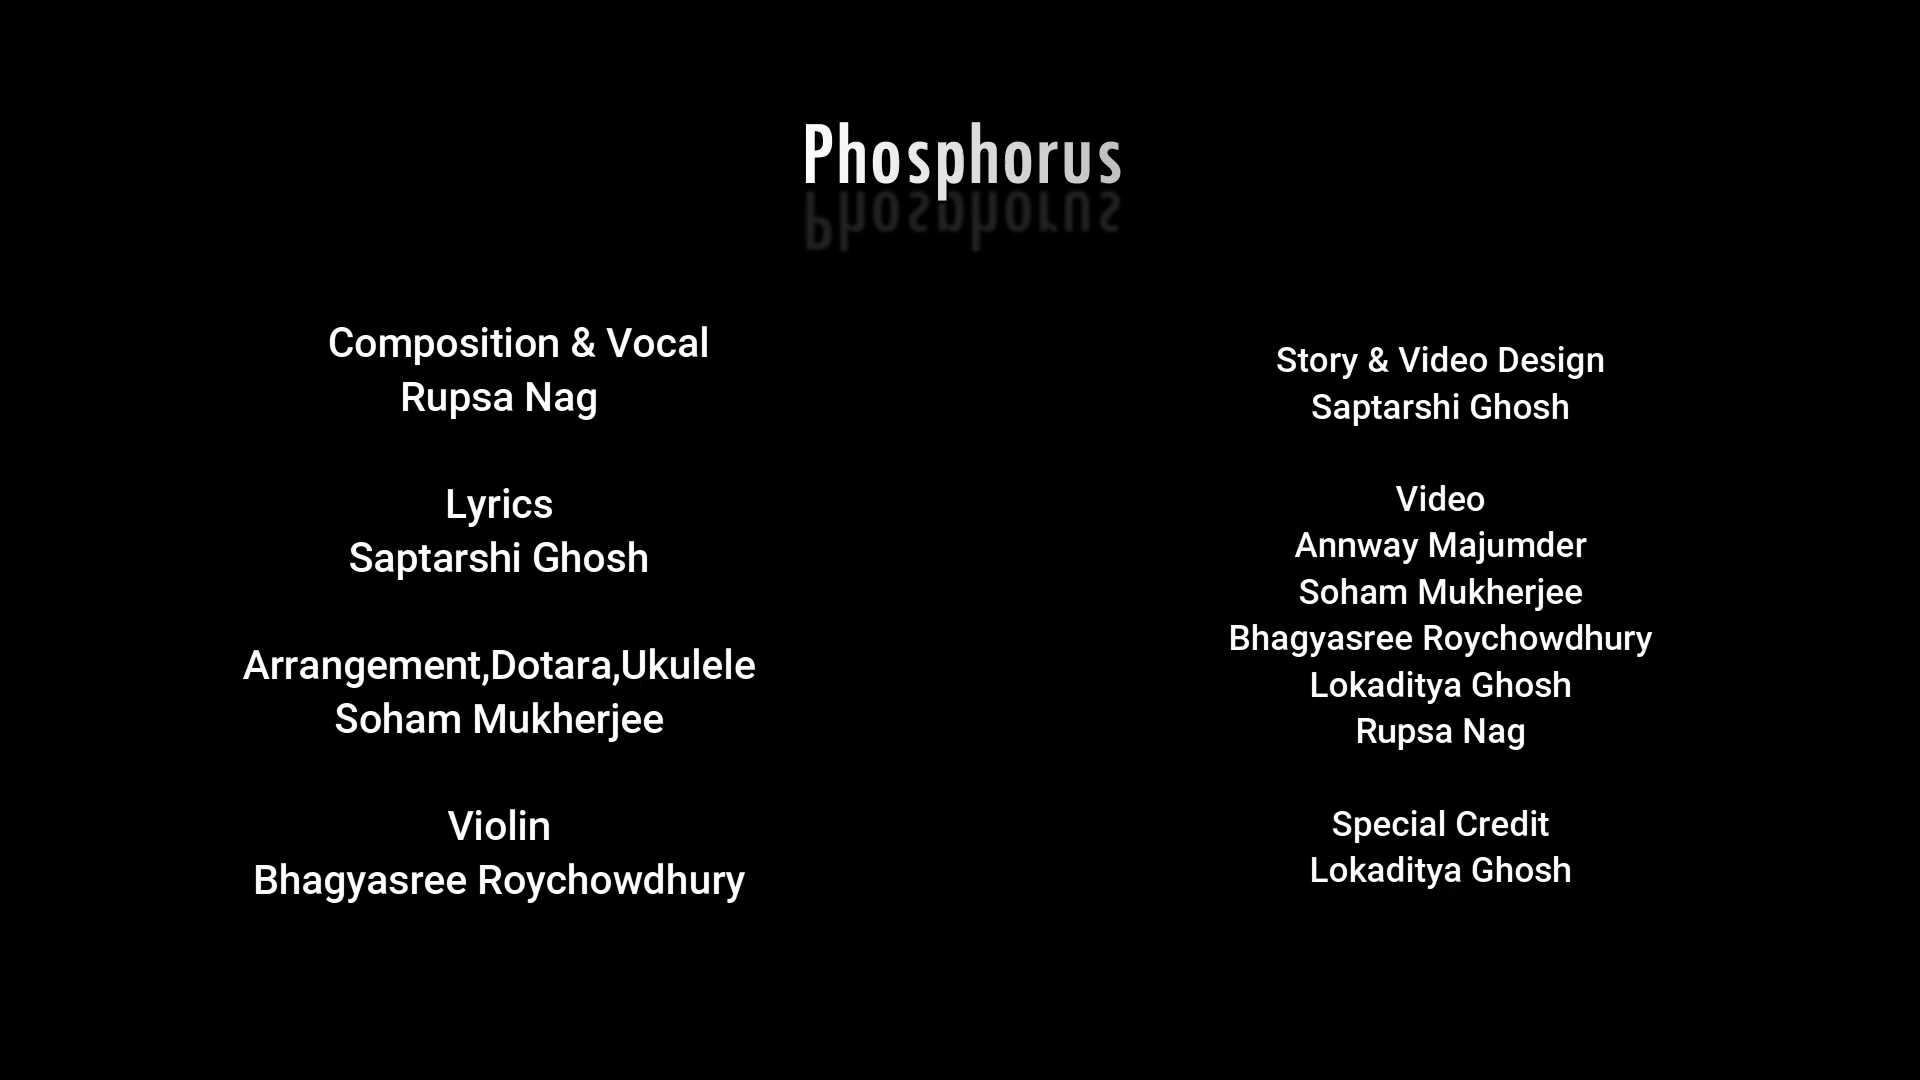 Phosphorus
Composition & Vocal
Rupsa Nag
Lyrics
Saptarshi Ghosh
Arrangement,Dotara,Ukulele
Soham Mukherjee
Violin
Bhagyasree Roychowdhury
Story & Video Design
Saptarshi Ghosh
Video
Annway Majumder
Soham Mukherjee
Bhagyasree Roychowdhury
Lokaditya Ghosh
Rupsa Nag
Special Credit
Lokaditya Ghosh